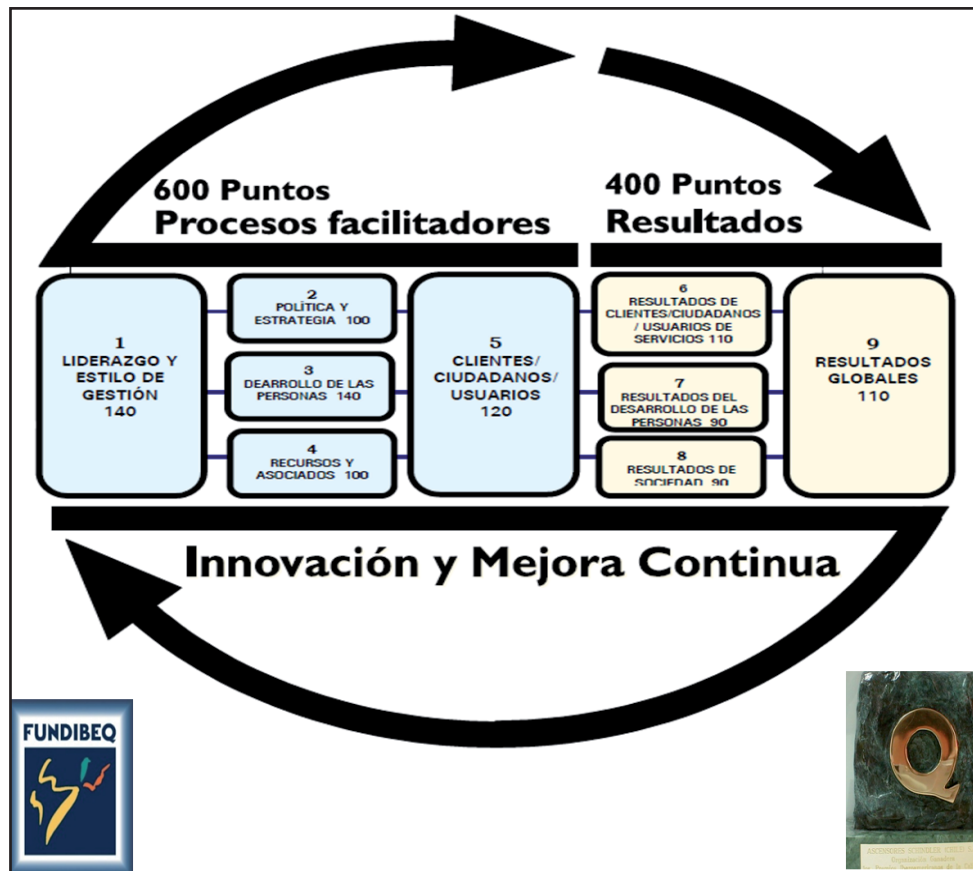 600 Puntos
Procesos facilitadores
400 Puntos
Resultados
1
LIDERAZGO Y
ESTILO DE
GESTIÓN
140
2
POLÍTICA Y
ESTRATEGIA 100
3
DEARROLLO DE LAS
PERSONAS 140
4
RECURSOS Y
ASOCIADOS 100
5
CLIENTES/
CIUDADANOS/
USUARIOS
120
6
RESULTADOS DE
CLIENTES/CIUDADANOS
/ USUARIOS DE
SERVICIOS 110
7
RESULTADOS DEL
DESARROLLO DE LAS
PERSONAS 90
8
RESULTADOS DE
SOCIEDAD 90
9
RESULTADOS
GLOBALES
110
Innovación y Mejora Continua
FUNDIBEQ
Q
ASCENSORES SCHINDLER